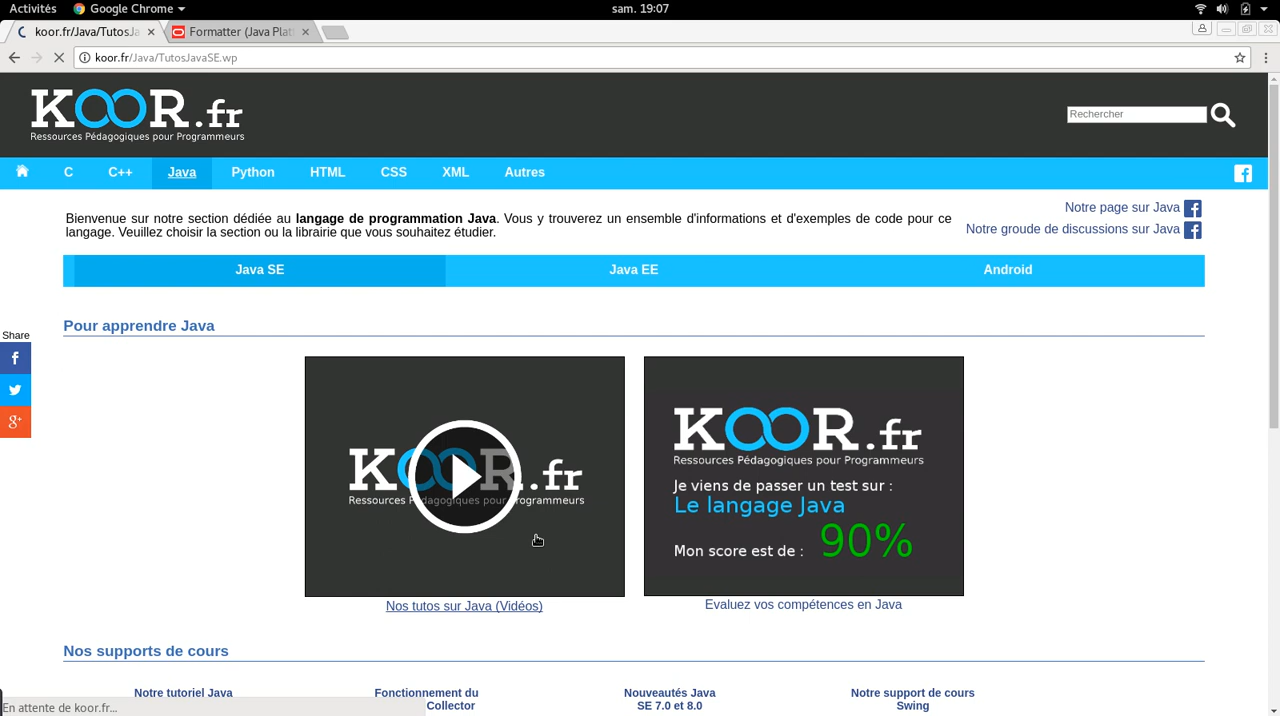 Activités Google Chrome sam. 19:07
koor.fr/Java/TutosJa Formatter (Java Plat
koor.fr/Java/TutosJavaSE.wp
KOOR.fr
Ressources Pédagogiques pour Programmeurs
Rechercher
C C++ Java Python HTML CSS XML Autres
Bienvenue sur notre section dédiée au langage de programmation Java. Vous y trouverez un ensemble d'informations et d'exemples de code pour ce
langage. Veuillez choisir la section ou la librairie que vous souhaitez étudier.
Notre page sur Java
Notre groude de discussions sur Java
Java SE Java EE Android
Pour apprendre Java
Share
KOOR.fr
Ressources Pédagogiques pour Programmeurs
Nos tutos sur Java (Vidéos)
KOOR.fr
Ressources Pédagogiques pour Programmeurs
Je viens de passer un test sur :
Le langage Java
Mon score est de : 90%
Evaluez vos compétences en Java
Nos supports de cours
Notre tutoriel Java
Fonctionnement du
Collector
Nouveautés Java
SE 7.0 et 8.0
Notre support de cours
Swing
En attente de koor.fr...